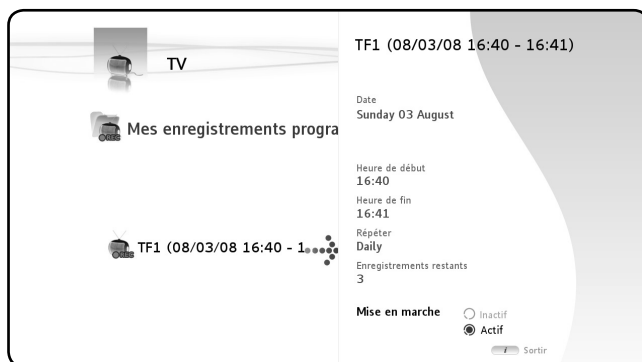 TV
Mes enregistrements progra
REC
TF1 (08/03/08 16:40 - 1
REC
TF1 (08/03/08 16:40 - 16:41)
Date
Sunday 03 August
Heure de début
16:40
Heure de fin
16:41
Répéter
Daily
Enregistrements restants
3
Mise en marche
Inactif
Actif
i Sortir